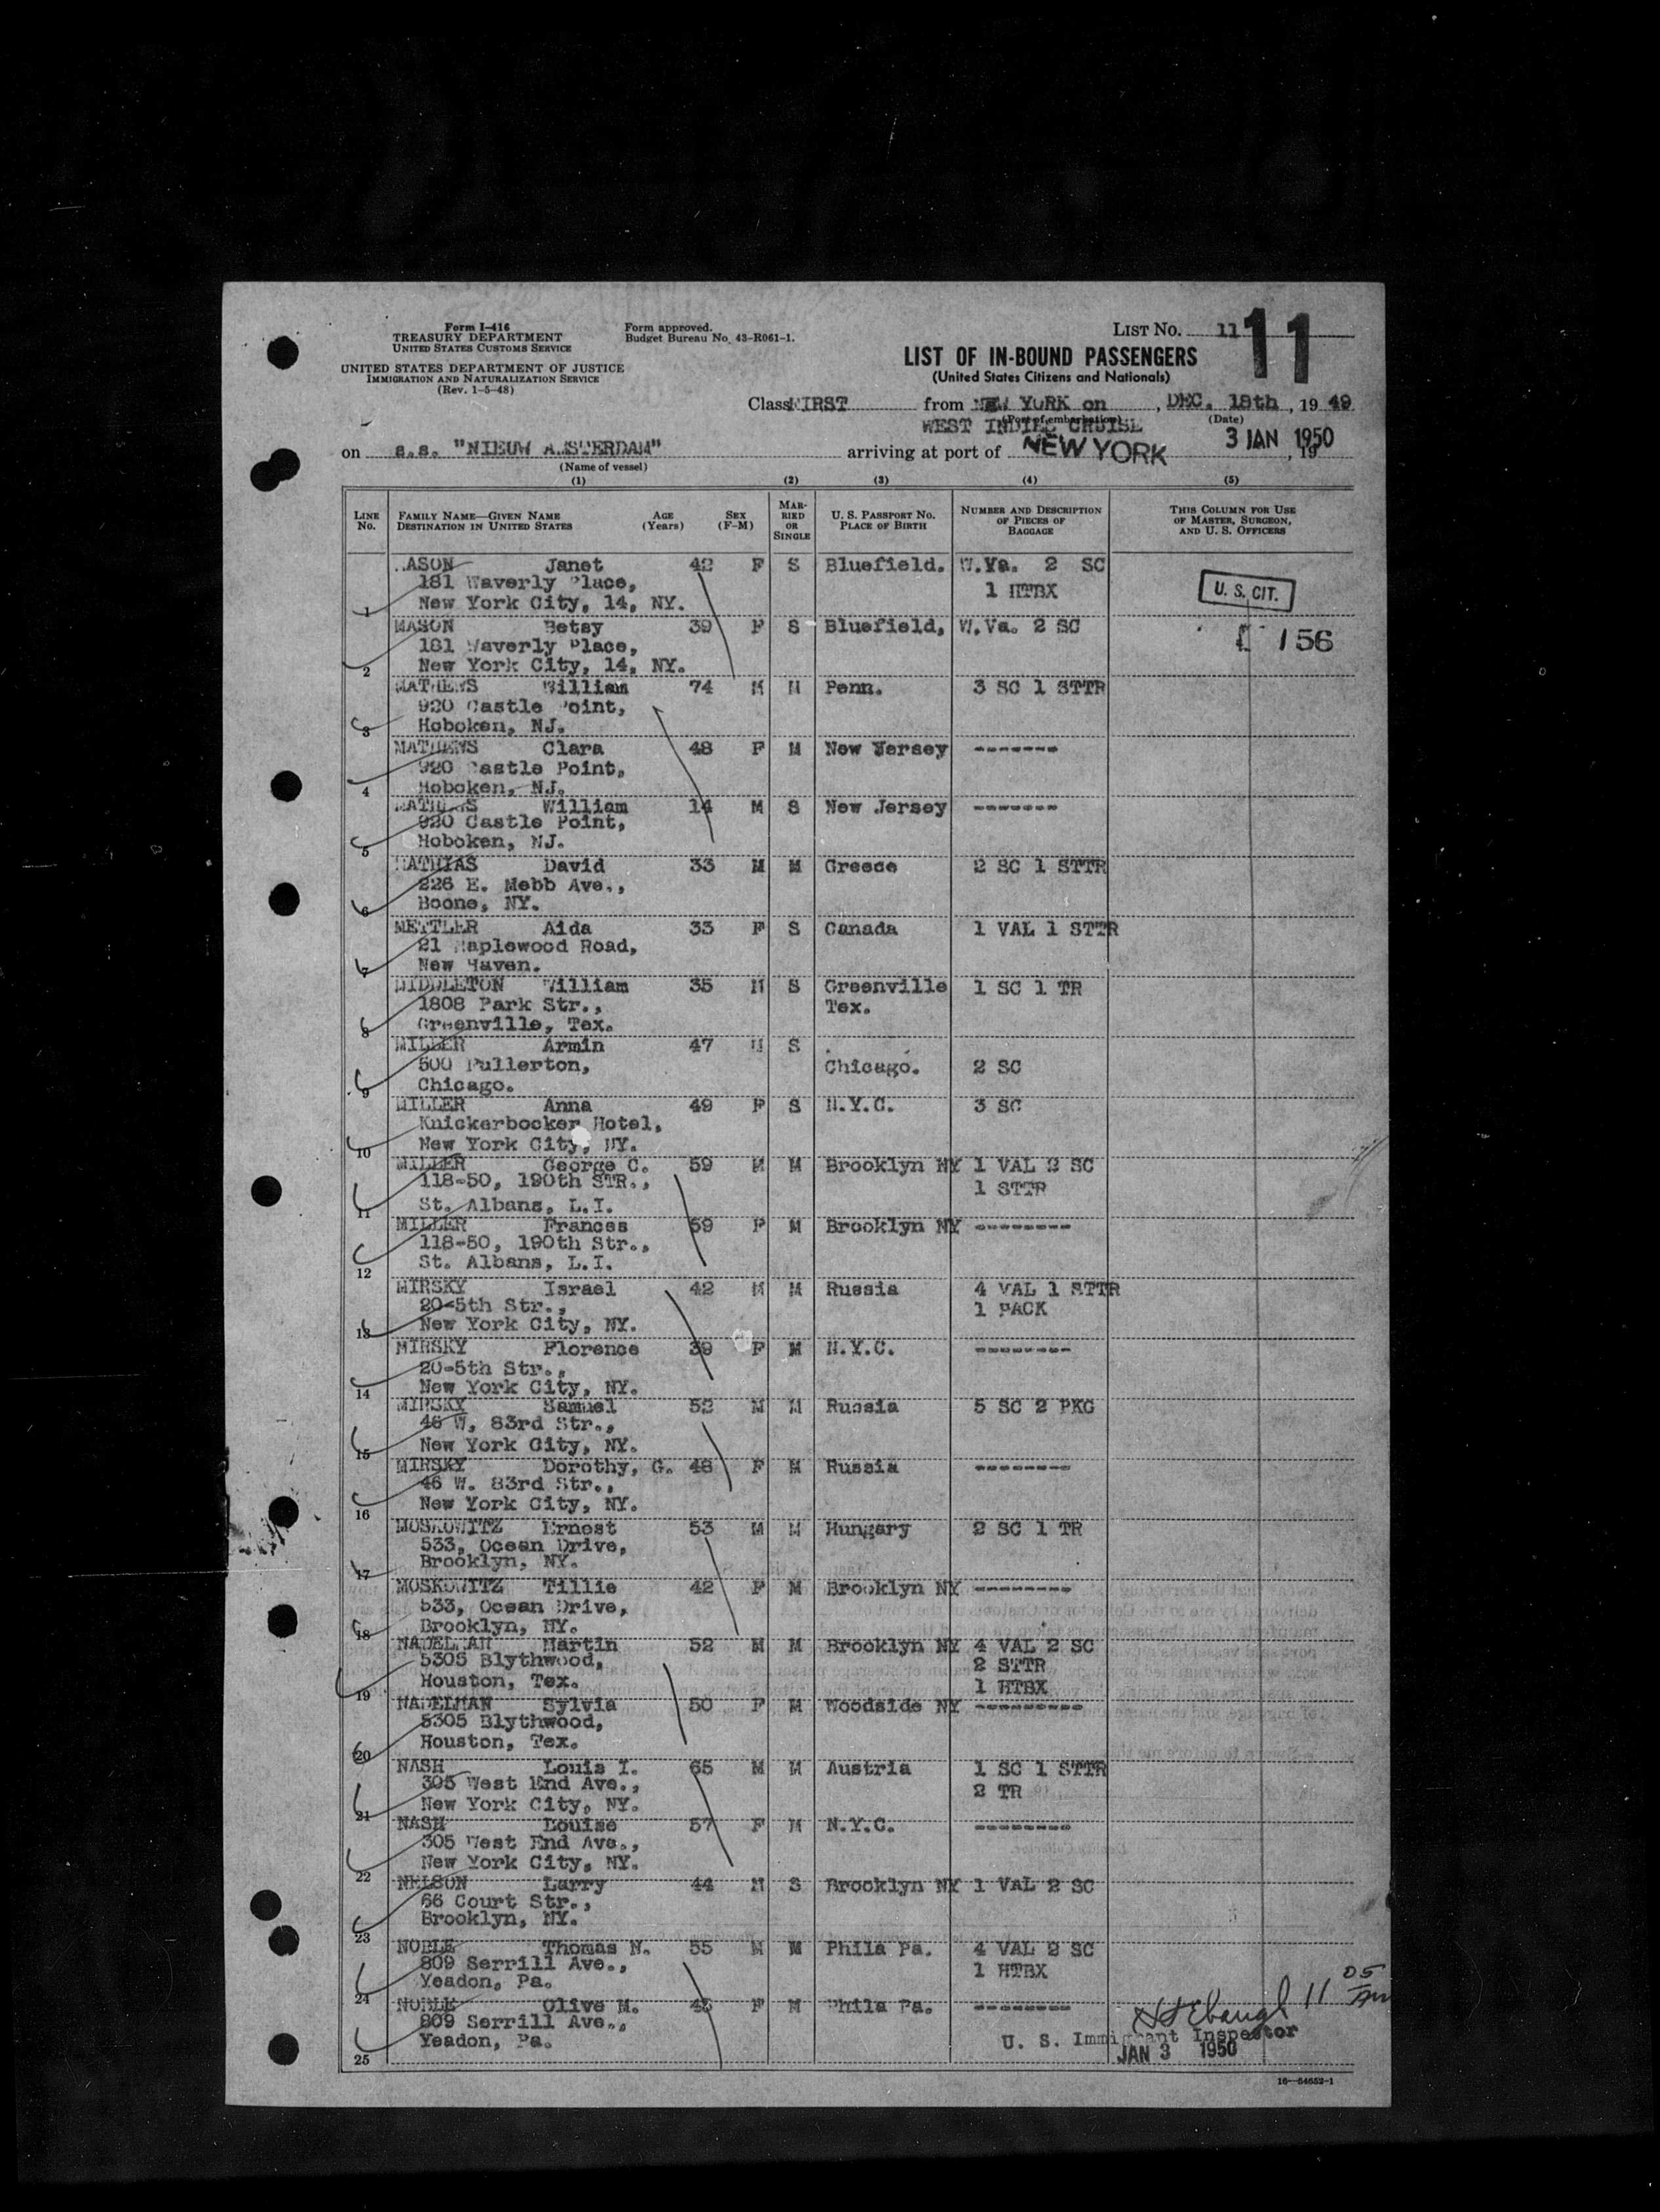 Form I-416
TREASURY DEPARTMENT
UNITED STATES CUSTOMS SERVICE
UNITED STATES DEPARTMENT OF JUSTICE
IMMIGRATION AND NATURALIZATION SERVICE
(Rev. 1-5-48)
Form approved.
Budget Bureau No. 43-R061-1.
LIST No. 11
11
LIST OF IN-BOUND PASSENGERS
(United States Citizens and Nationals)
Class FIRST from NEW YORK on, DEC. 18th, 19 49
(Port of embarkation) (Date)
WEST INDIES CRUISE
on s.s. "NIEUW AMSTERDAM" arriving at port of NEW YORK 3 JAN 1950, 19
(Name of vessel)
(1) (2) (3) (4) (5)
LINE No.
FAMILY NAME—GIVEN NAME
DESTINATION IN UNITED STATES
AGE (Years)
SEX (F-M)
MARRIED OR SINGLE
U. S. PASSPORT No.
PLACE OF BIRTH
NUMBER AND DESCRIPTION OF PIECES OF BAGGAGE
THIS COLUMN FOR USE OF MASTER, SURGEON, AND U. S. OFFICERS
ASON Janet 42 F S Bluefield. W.Va. 2 SC
181 Waverly Place, 1 HTBX
U. S. CIT.
1 New York City, 14, NY.
MASON Betsy 39 F S Bluefield, W.Va. 2 SC
156
181 Waverly Place,
2 New York City, 14, NY.
MATHEWS William 74 M M Penn. 3 SC 1 STTR
920 Castle Point,
3 Hoboken, NJ.
MATHEWS Clara 48 F M New Jersey -------
920 Castle Point,
4 Hoboken, NJ.
MATHEWS William 14 M S New Jersey -------
920 Castle Point,
5 Hoboken, NJ.
MATHIAS David 33 M M Greece 2 SC 1 STTR
226 E. Mebb Ave.,
6 Boone, NY.
METTLER Aida 33 F S Canada 1 VAL 1 STTR
21 Maplewood Road,
7 New Haven.
MIDDLETON William 35 M S Greenville 1 SC 1 TR
1808 Park Str., Tex.
8 Greenville, Tex.
MILLER Armin 47 M S
500 Fullerton, Chicago. 2 SC
9 Chicago.
MILLER Anna 49 F S N.Y.C. 3 SC
Knickerbocker Hotel,
10 New York City, NY.
MILLER George C. 59 M M Brooklyn NY 1 VAL 2 SC
118-50, 190th STR., 1 STTR
11 St. Albans, L.I.
MILLER Frances 59 F M Brooklyn NY --------
118-50, 190th Str.,
12 St. Albans, L.I.
MIRSKY Israel 42 M M Russia 4 VAL 1 STTR
20-5th Str., 1 PACK
13 New York City, NY.
MIRSKY Florence 39 F M N.Y.C. --------
20-5th Str.,
14 New York City, NY.
MYRSKY Samuel 52 M M Russia 5 SC 2 PKG
46 W, 83rd Str.,
15 New York City, NY.
MIRSKY Dorothy, G. 48 F M Russia --------
46 W. 83rd Str.,
16 New York City, NY.
MOSKOWITZ Ernest 53 M M Hungary 2 SC 1 TR
533, Ocean Drive,
17 Brooklyn, NY.
MOSKOWITZ Tillie 42 F M Brooklyn NY --------
533, Ocean Drive,
18 Brooklyn, NY.
NADELMAN Martin 52 M M Brooklyn NY 4 VAL 2 SC
5305 Blythwood, 2 STTR
19 Houston, Tex. 1 HTBX
NADELMAN Sylvia 50 F M Woodside NY ---------
5305 Blythwood,
20 Houston, Tex.
NASH Louis I. 65 M M Austria 1 SC 1 STTR
305 West End Ave., 2 TR
21 New York City, NY.
NASH Louise 57 F M N.Y.C. --------
305 West End Ave.,
22 New York City, NY.
NELSON Larry 44 M S Brooklyn NY 1 VAL 2 SC
66 Court Str.,
23 Brooklyn, NY.
NOBLE Thomas N. 55 M M Phila Pa. 4 VAL 2 SC
809 Serrill Ave., 1 HTBX
24 Yeadon, Pa.
NOBLE Olive M. F M Phila Pa. --------
809 Serrill Ave.,
25 Yeadon, Pa.
11 05 AM
U. S. Immigrant Inspector
JAN 3 1950
16—54652-1